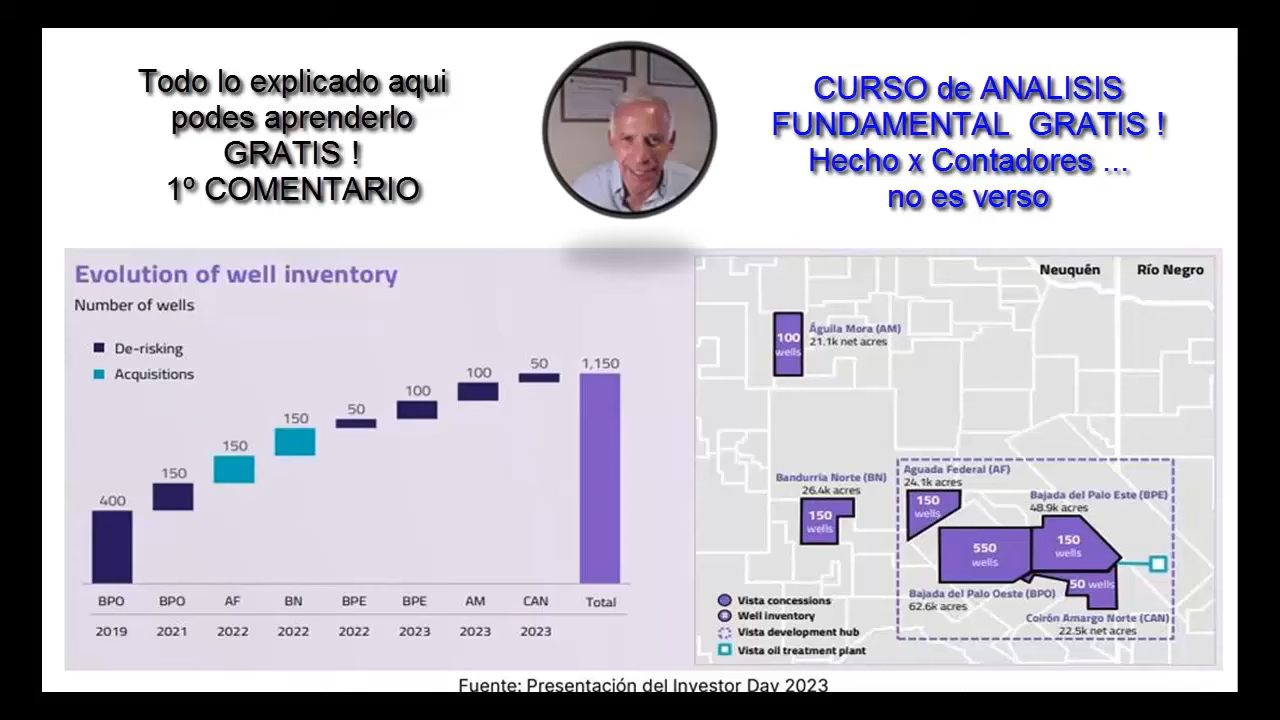 Todo lo explicado aqui
podes aprenderlo
GRATIS !
1º COMENTARIO
CURSO de ANALISIS
FUNDAMENTAL GRATIS !
Hecho x Contadores ...
no es verso
Evolution of well inventory
Number of wells
De-risking
Acquisitions
400
150
150
150
50
100
100
50
1,150
BPO BPO AF BN BPE BPE AM CAN Total
2019 2021 2022 2022 2022 2023 2023 2023
Neuquén Río Negro
100
wells
Águila Mora (AM)
21.1k net acres
Bandurria Norte (BN)
26.4k acres
150
wells
Aguada Federal (AF)
24.1k acres
150
wells
Bajada del Palo Este (BPE)
48.9k acres
550
wells
150
wells
50 wells
Bajada del Palo Oeste (BPO)
62.6k acres
Coirón Amargo Norte (CAN)
22.5k net acres
Vista concessions
Well inventory
Vista development hub
Vista oil treatment plant
Fuente: Presentación del Investor Day 2023